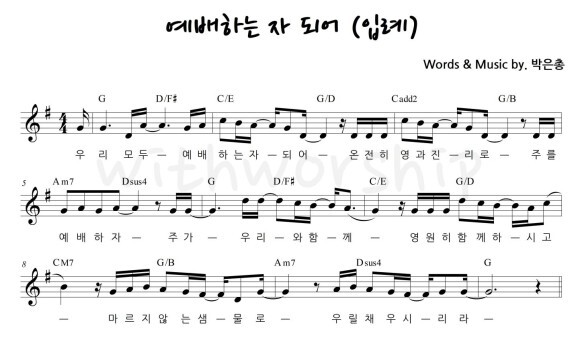 예배하는 자 되어 (입례)
Words & Music by. 박은총
G D/F# C/E G/D Cadd2 G/B
우 리 모두 — 예배 하는자 — 되어 — 온전히 영과진 — 리로 — 주를
5 Am7 Dsus4 G D/F# C/E G/D
예배하자 — 주가 — 우리 — 와함 — 께 — 영원히함께하 — 시고
8 CM7 G/B Am7 Dsus4 G
— 마르지않는샘 — 물로 — 우릴채우시 — 리라 —
withworship